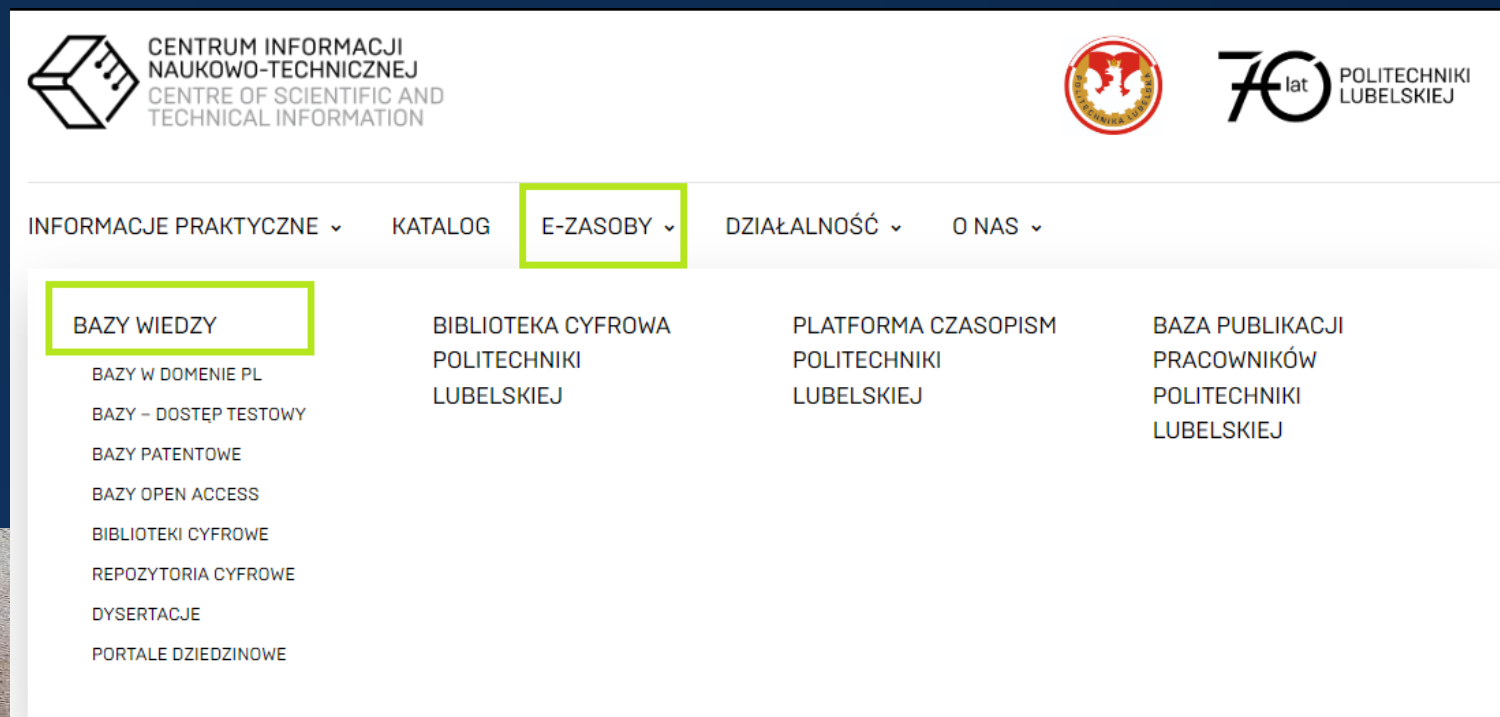 CENTRUM INFORMACJI
NAUKOWO-TECHNICZNEJ
CENTRE OF SCIENTIFIC AND
TECHNICAL INFORMATION
POLITECHNIKA LUBELSKA
70 lat
POLITECHNIKI
LUBELSKIEJ
INFORMACJE PRAKTYCZNE
KATALOG
E-ZASOBY
DZIAŁALNOŚĆ
O NAS
BAZY WIEDZY
BAZY W DOMENIE PL
BAZY – DOSTĘP TESTOWY
BAZY PATENTOWE
BAZY OPEN ACCESS
BIBLIOTEKI CYFROWE
REPOZYTORIA CYFROWE
DYSERTACJE
PORTALE DZIEDZINOWE
BIBLIOTEKA CYFROWA
POLITECHNIKI
LUBELSKIEJ
PLATFORMA CZASOPISM
POLITECHNIKI
LUBELSKIEJ
BAZA PUBLIKACJI
PRACOWNIKÓW
POLITECHNIKI
LUBELSKIEJ